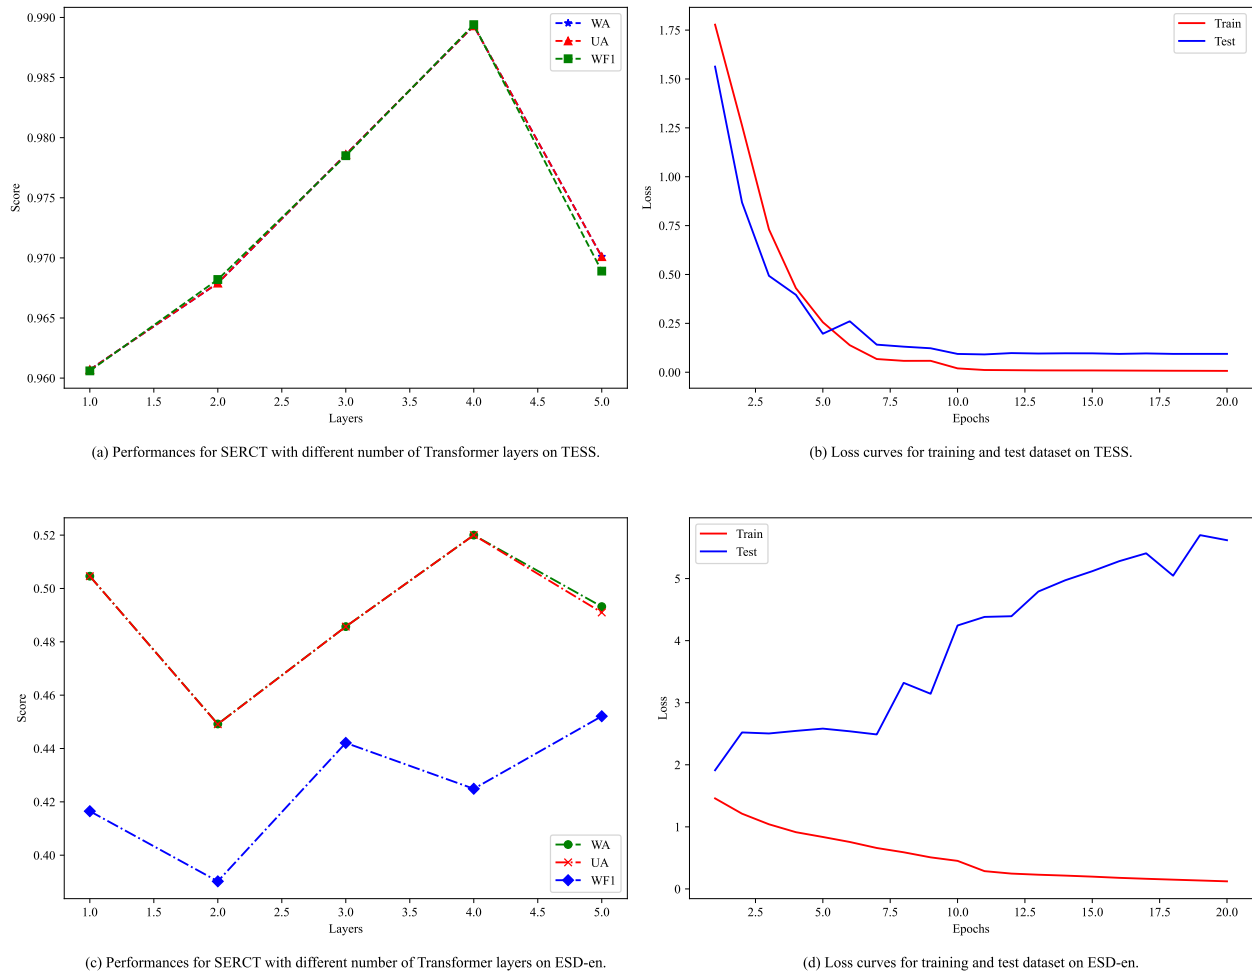 0.990
0.985
0.980
0.975
0.970
0.965
0.960
Score
WA
UA
WF1
1.0 1.5 2.0 2.5 3.0 3.5 4.0 4.5 5.0
Layers
(a) Performances for SERCT with different number of Transformer layers on TESS.
1.75
1.50
1.25
1.00
0.75
0.50
0.25
0.00
Loss
Train
Test
2.5 5.0 7.5 10.0 12.5 15.0 17.5 20.0
Epochs
(b) Loss curves for training and test dataset on TESS.
0.52
0.50
0.48
0.46
0.44
0.42
0.40
Score
WA
UA
WF1
1.0 1.5 2.0 2.5 3.0 3.5 4.0 4.5 5.0
Layers
(c) Performances for SERCT with different number of Transformer layers on ESD-en.
Train
Test
5
4
3
2
1
0
Loss
2.5 5.0 7.5 10.0 12.5 15.0 17.5 20.0
Epochs
(d) Loss curves for training and test dataset on ESD-en.